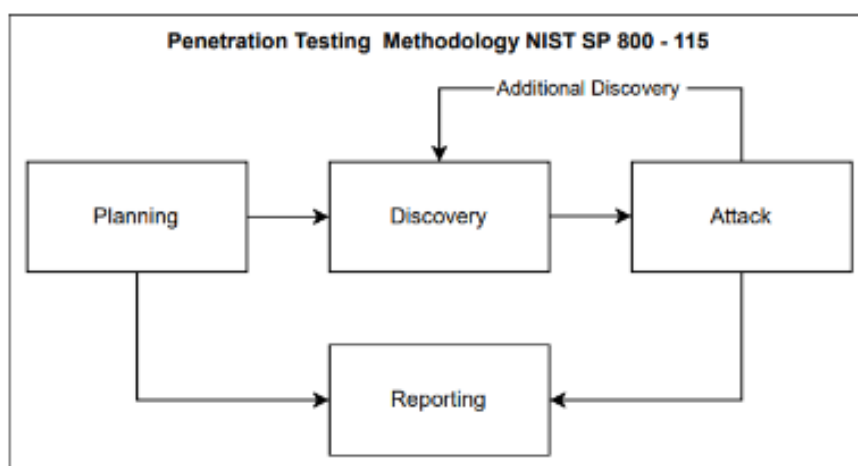 Penetration Testing Methodology NIST SP 800 - 115
Additional Discovery
Planning
Discovery
Attack
Reporting